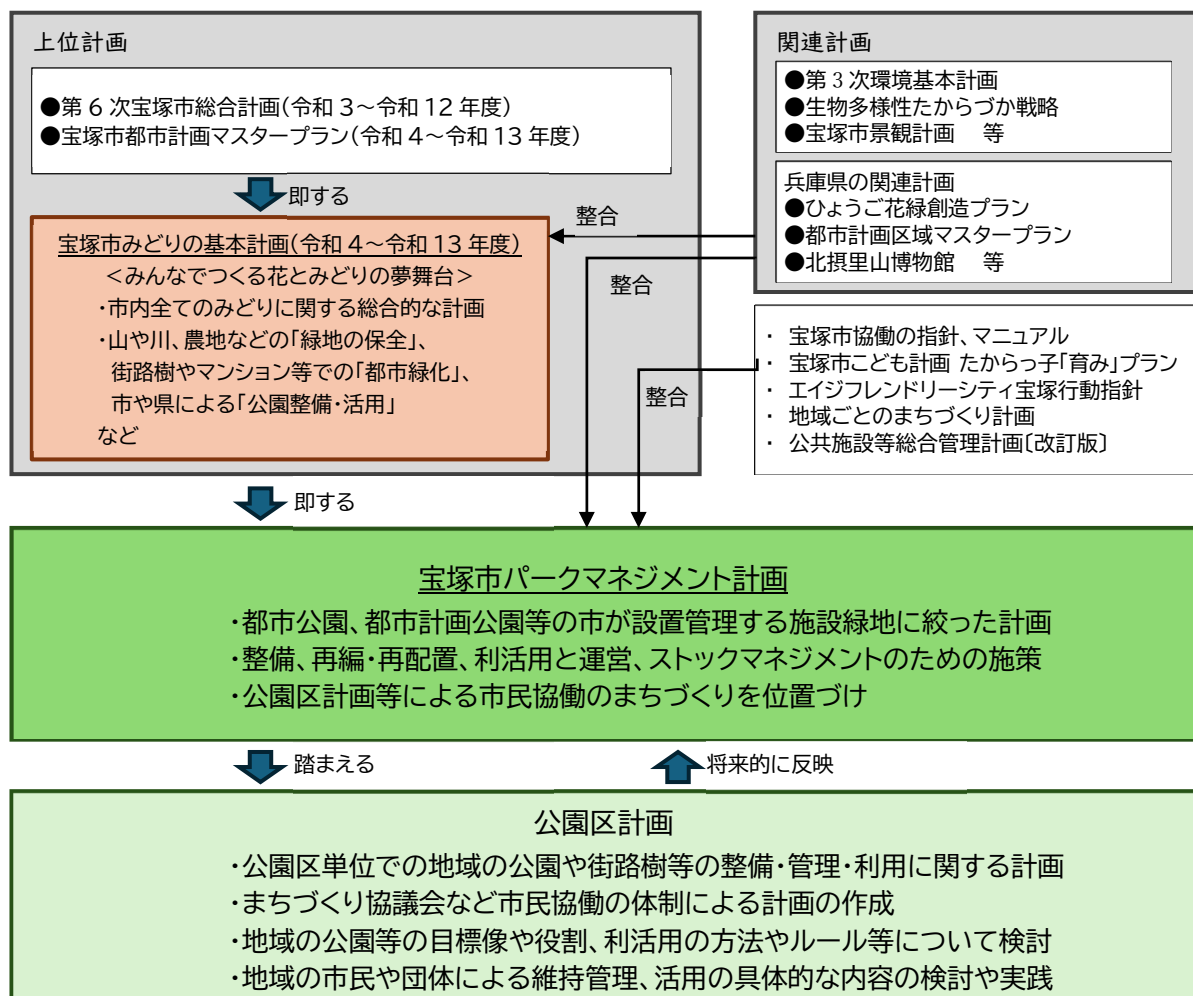 上位計画
●第6次宝塚市総合計画(令和3~令和12年度)
●宝塚市都市計画マスタープラン(令和4~令和13年度)
即する
宝塚市みどりの基本計画(令和4~令和13年度)
<みんなでつくる花とみどりの夢舞台>
・市内全てのみどりに関する総合的な計画
・山や川、農地などの「緑地の保全」、
街路樹やマンション等での「都市緑化」、
市や県による「公園整備・活用」
など
関連計画
●第3次環境基本計画
●生物多様性たからづか戦略
●宝塚市景観計画 等
兵庫県の関連計画
●ひょうご花緑創造プラン
●都市計画区域マスタープラン
●北摂里山博物館 等
整合
整合
・ 宝塚市協働の指針、マニュアル
・ 宝塚市こども計画 たからっ子「育み」プラン
・ エイジフレンドリーシティ宝塚行動指針
・ 地域ごとのまちづくり計画
・ 公共施設等総合管理計画〔改訂版〕
整合
即する
宝塚市パークマネジメント計画
・都市公園、都市計画公園等の市が設置管理する施設緑地に絞った計画
・整備、再編・再配置、利活用と運営、ストックマネジメントのための施策
・公園区計画等による市民協働のまちづくりを位置づけ
踏まえる
将来的に反映
公園区計画
・公園区単位での地域の公園や街路樹等の整備・管理・利用に関する計画
・まちづくり協議会など市民協働の体制による計画の作成
・地域の公園等の目標像や役割、利活用の方法やルール等について検討
・地域の市民や団体による維持管理、活用の具体的な内容の検討や実践